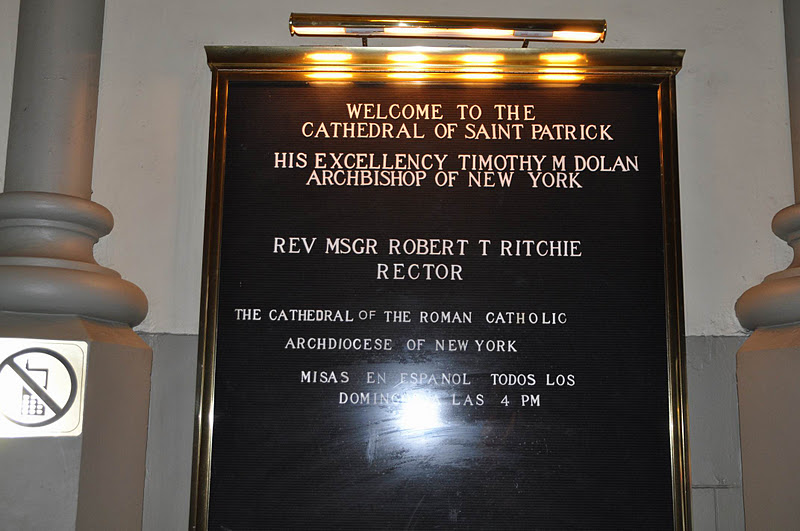 WELCOME TO THE
CATHEDRAL OF SAINT PATRICK
HIS EXCELLENCY TIMOTHY M DOLAN
ARCHBISHOP OF NEW YORK
REV MSGR ROBERT T RITCHIE
RECTOR
THE CATHEDRAL OF THE ROMAN CATHOLIC
ARCHDIOCESE OF NEW YORK
MISAS EN ESPANOL TODOS LOS
LAS 4 PM